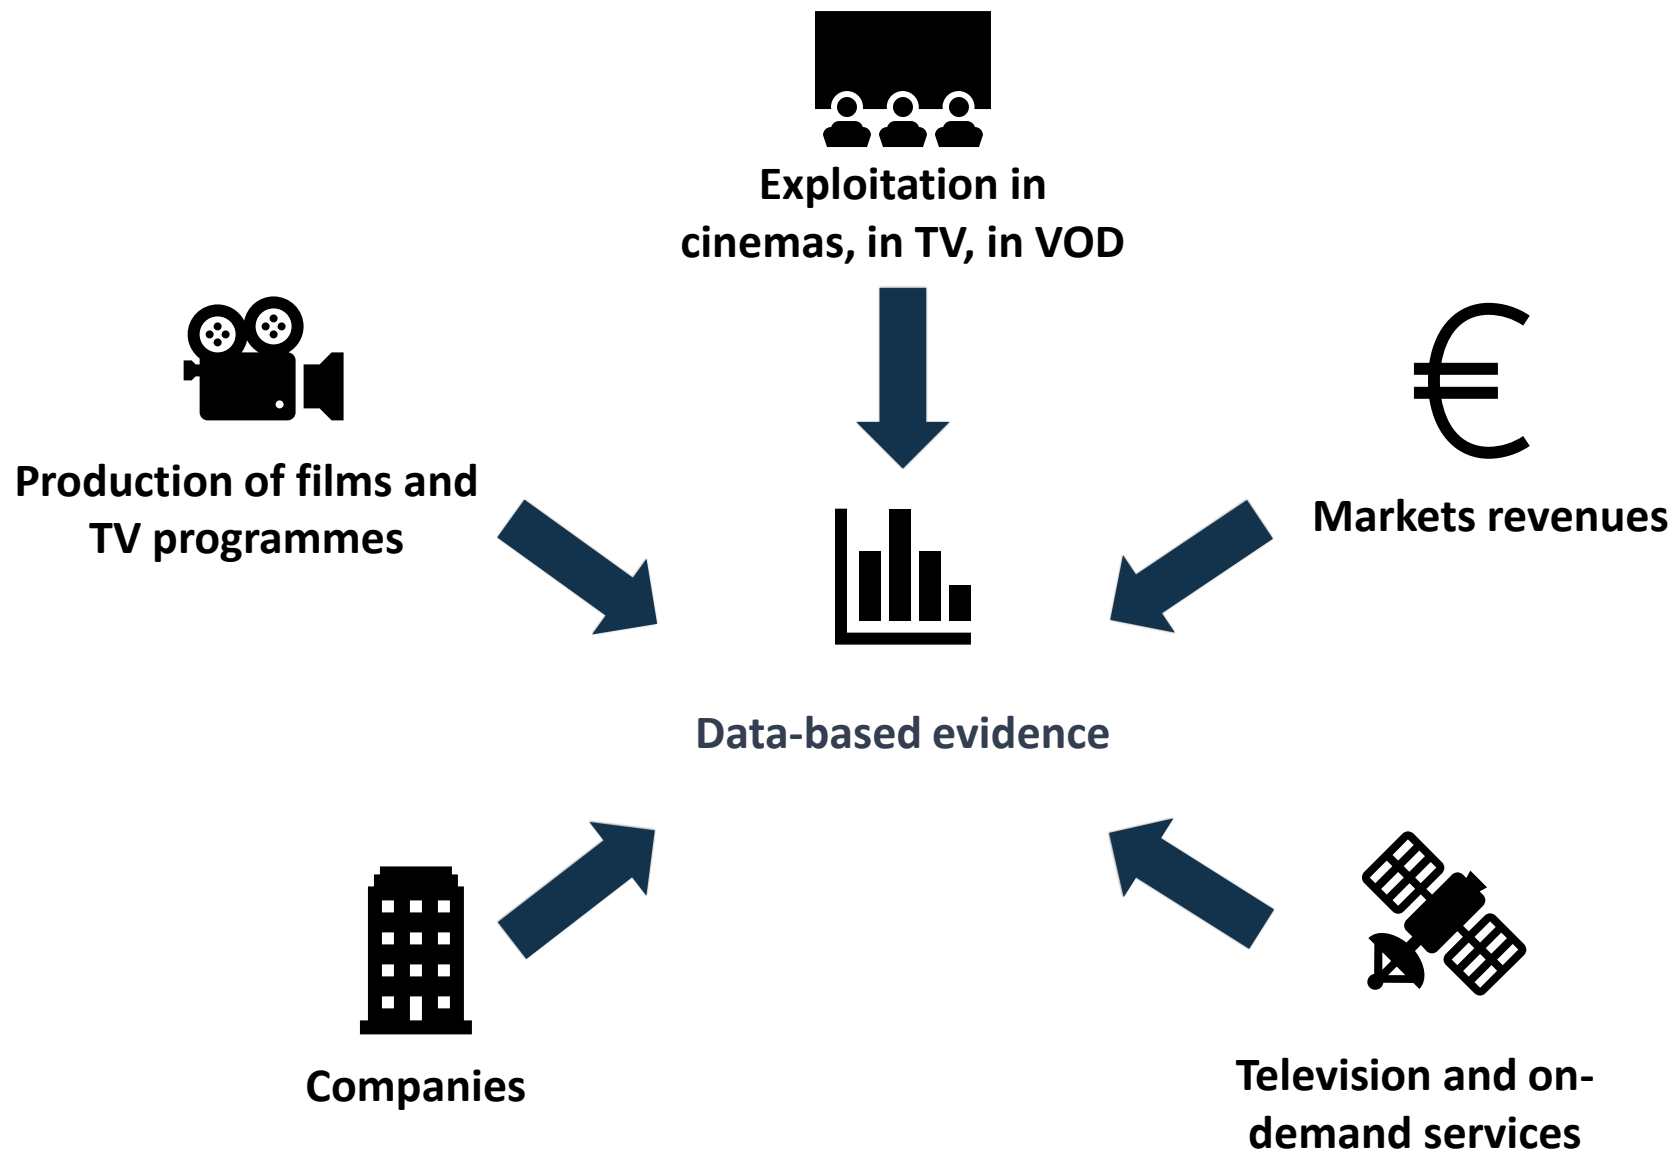 Exploitation in
cinemas, in TV, in VOD
Production of films and
TV programmes
Markets revenues
Data-based evidence
Companies
Television and on-
demand services